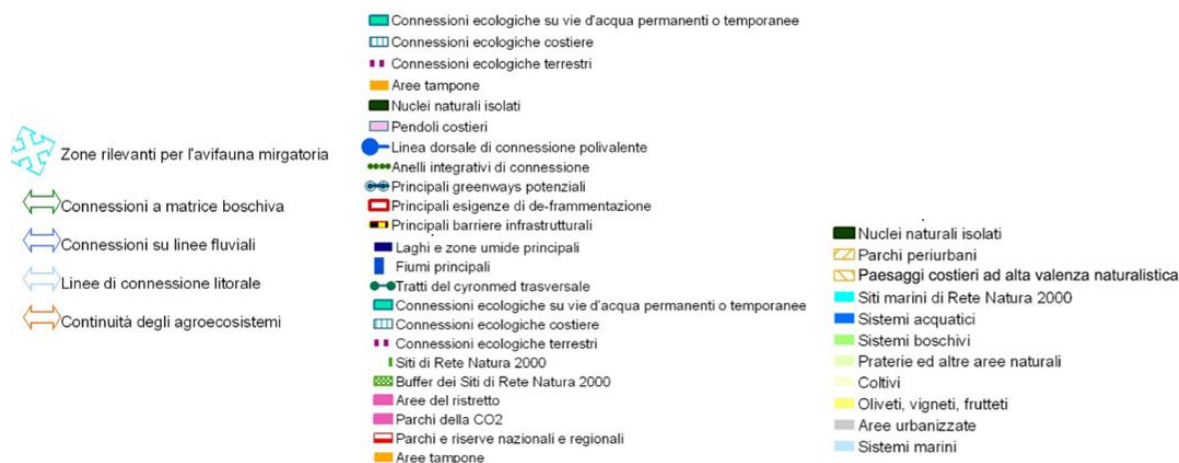 Zone rilevanti per l'avifauna mirgatoria
Connessioni a matrice boschiva
Connessioni su linee fluviali
Linee di connessione litorale
Continuità degli agroecosistemi
Connessioni ecologiche su vie d'acqua permanenti o temporanee
Connessioni ecologiche costiere
Connessioni ecologiche terrestri
Aree tampone
Nuclei naturali isolati
Pendoli costieri
Linea dorsale di connessione polivalente
Anelli integrativi di connessione
Principali greenways potenziali
Principali esigenze di de-frammentazione
Principali barriere infrastrutturali
Laghi e zone umide principali
Fiumi principali
Tratti del cyronmed trasversale
Connessioni ecologiche su vie d'acqua permanenti o temporanee
Connessioni ecologiche costiere
Connessioni ecologiche terrestri
Siti di Rete Natura 2000
Buffer dei Siti di Rete Natura 2000
Aree del ristretto
Parchi della CO2
Parchi e riserve nazionali e regionali
Aree tampone
Nuclei naturali isolati
Parchi periurbani
Paesaggi costieri ad alta valenza naturalistica
Siti marini di Rete Natura 2000
Sistemi acquatici
Sistemi boschivi
Praterie ed altre aree naturali
Coltivi
Oliveti, vigneti, frutteti
Aree urbanizzate
Sistemi marini